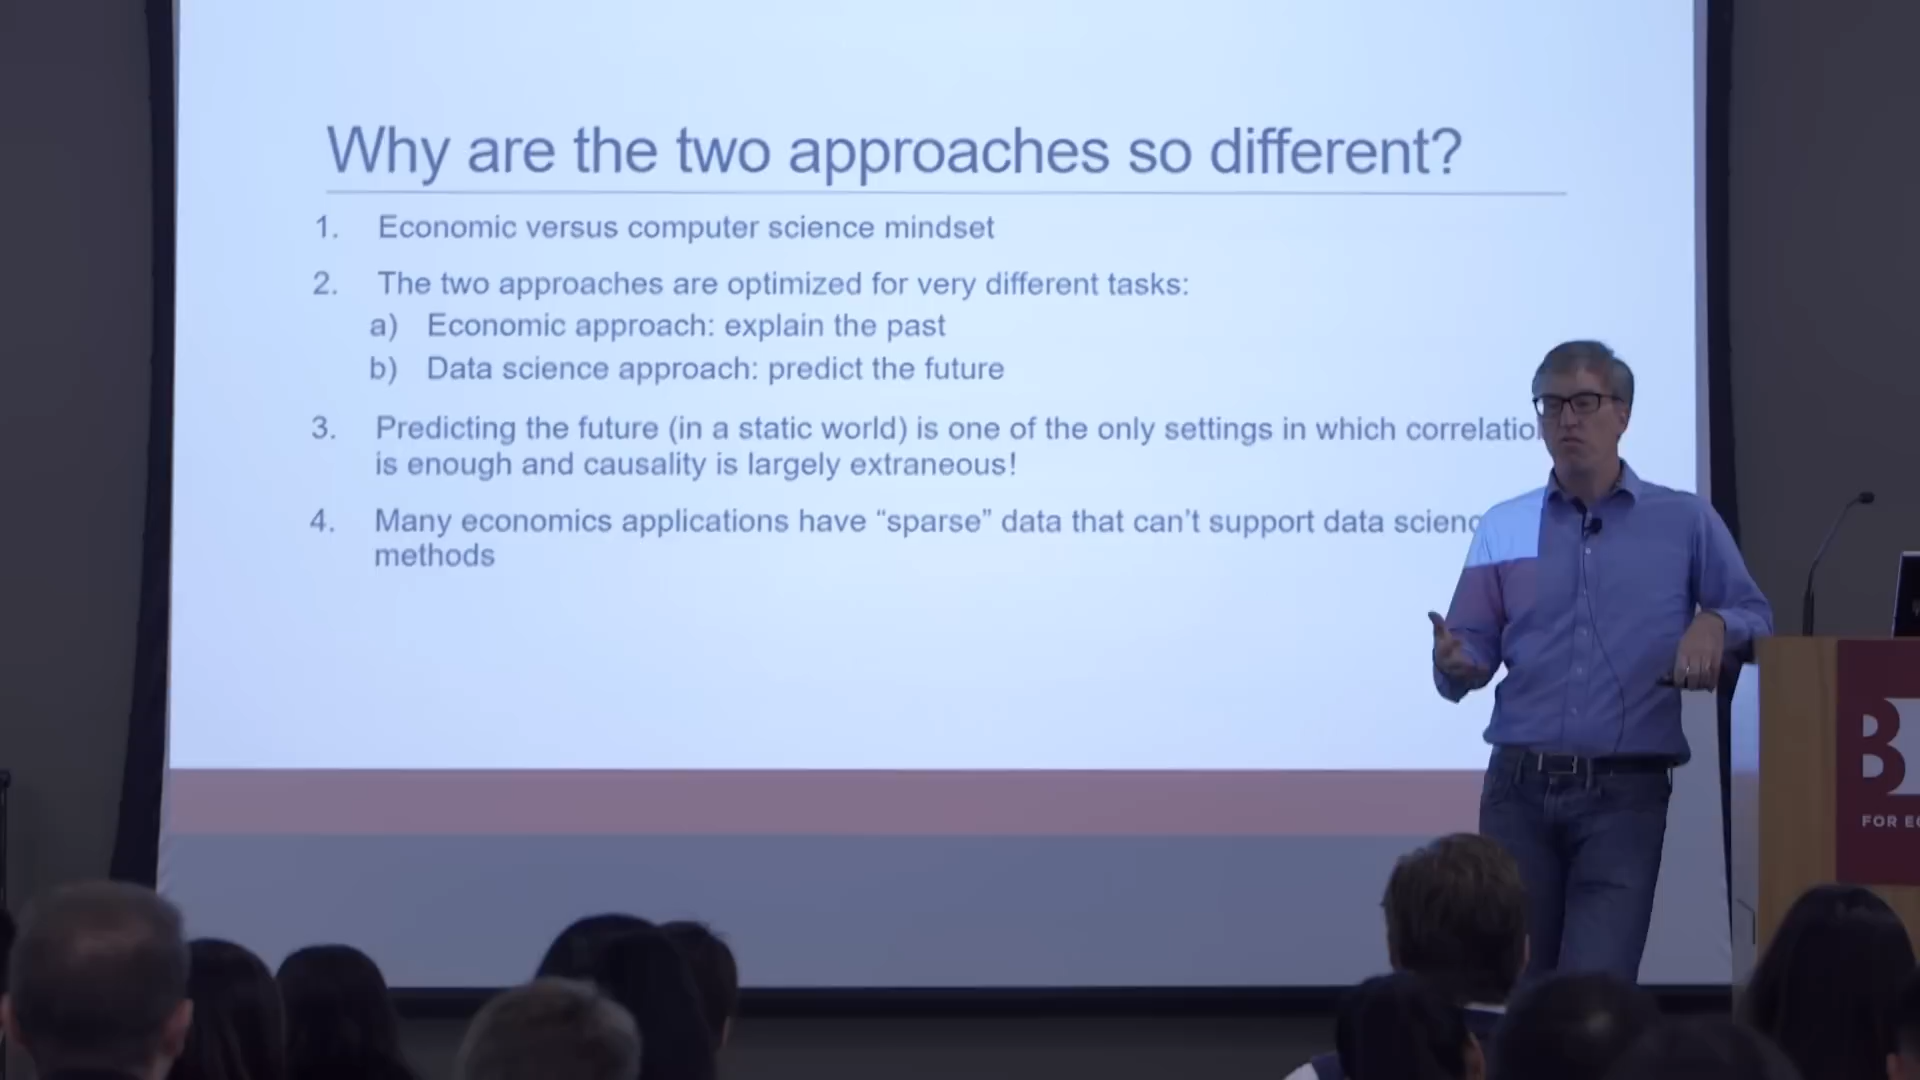 Why are the two approaches so different?
1. Economic versus computer science mindset
2. The two approaches are optimized for very different tasks:
a) Economic approach: explain the past
b) Data science approach: predict the future
3. Predicting the future (in a static world) is one of the only settings in which correlation
is enough and causality is largely extraneous!
4. Many economics applications have “sparse” data that can’t support data scienc
methods
B
FOR EC